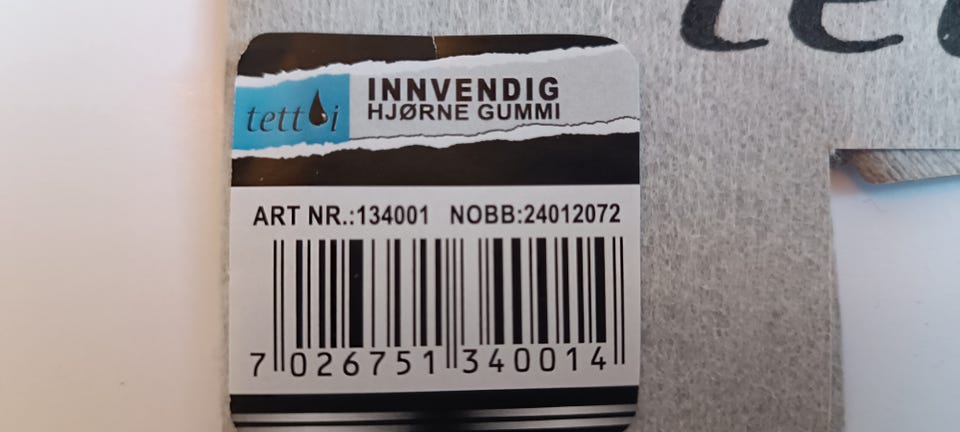 tett i
INNVENDIG
HJØRNE GUMMI
ART NR.:134001 NOBB:24012072
7 026751 340014